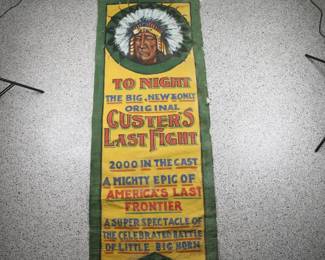 TO NIGHT
THE BIG, NEW & ONLY
ORIGINAL
CUSTER'S
LAST FIGHT
2000 IN THE CAST
A MIGHTY EPIC OF
AMERICA'S LAST
FRONTIER
A SUPER SPECTACLE OF
THE CELEBRATED BATTLE
OF LITTLE BIG HORN